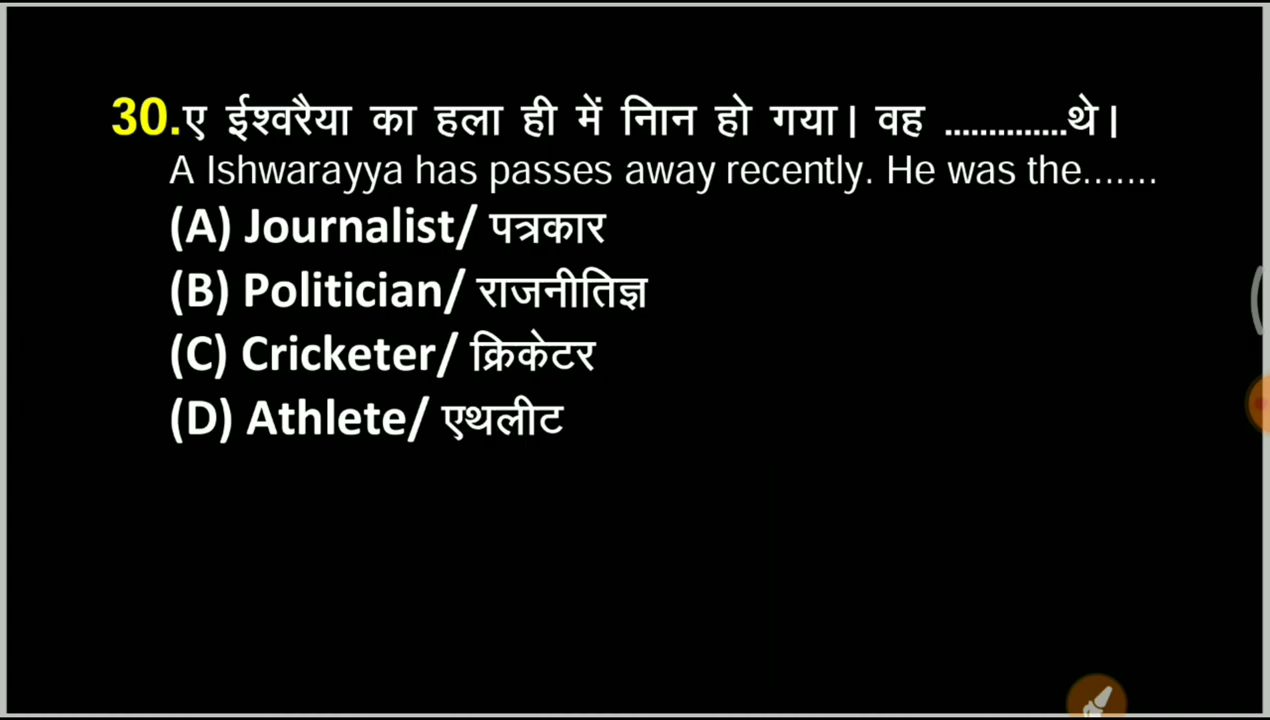 30.ए ईश्वरैया का हला ही में निान हो गया। वह ..............थे।
A Ishwarayya has passes away recently. He was the.......
(A) Journalist/ पत्रकार
(B) Politician/ राजनीतिज्ञ
(C) Cricketer/ क्रिकेटर
(D) Athlete/ एथलीट